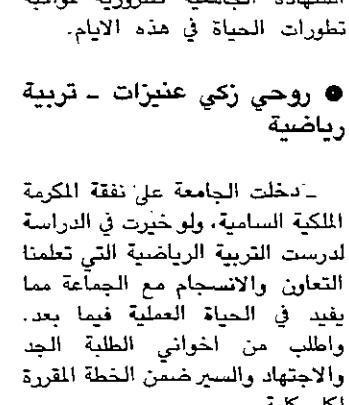 الشهادة الجامعية ضرورية لمواكبة
تطورات الحياة في هذه الايام.
● روحي زكي عنيزات ـ تربية
رياضية
ـ دخلت الجامعة على نفقة المكرمة
الملكية السامية، ولو خيرت في الدراسة
لدرست التربية الرياضية التي تعلمنا
التعاون والانسجام مع الجماعة مما
يفيد في الحياة العملية فيما بعد.
واطلب من اخواني الطلبة الجد
والاجتهاد والسير ضمن الخطة المقررة
لكل كلية